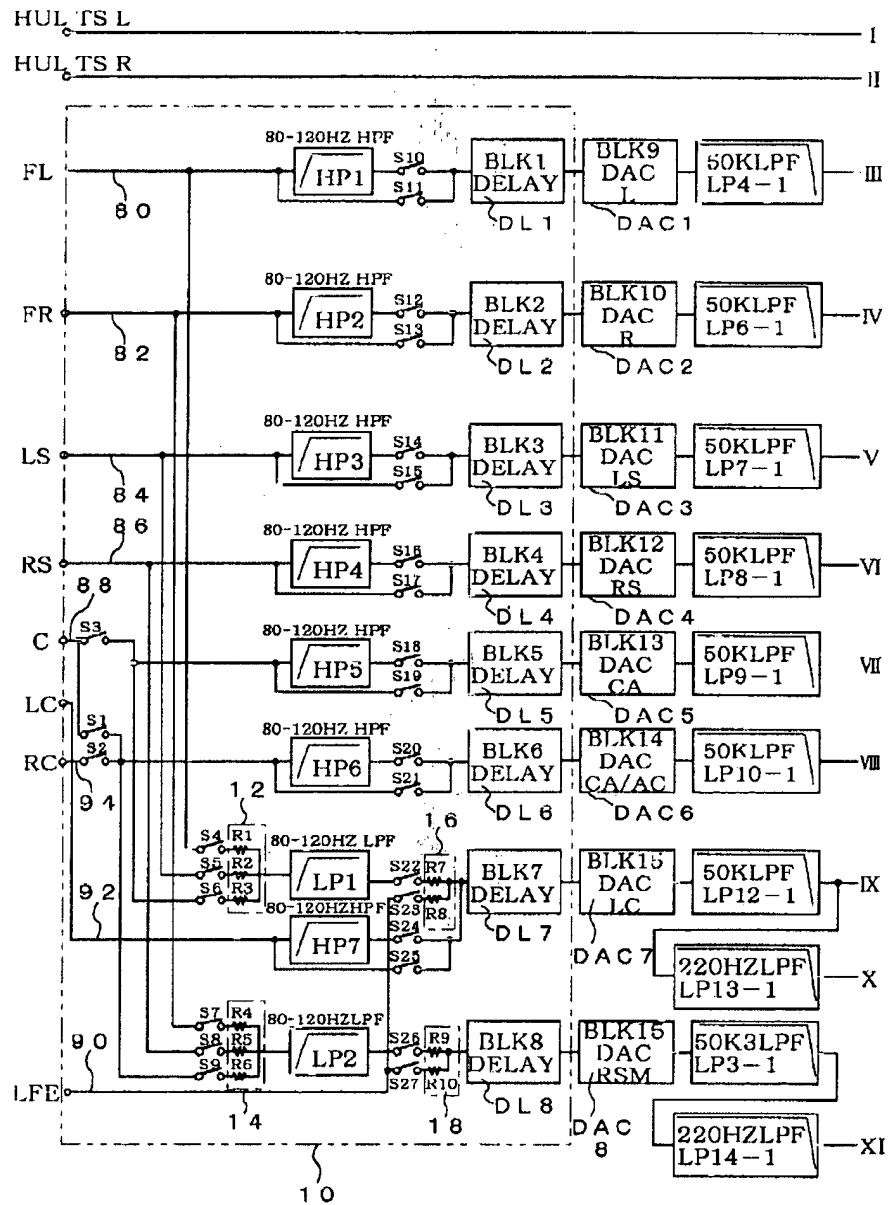 HUL TS L
I
HUL TS R
II
80-120HZ HPF
FL
HP1
S10
S11
BLK1
DELAY
BLK9
DAC
L
50KLPF
LP4-1
III
80
DL1
DAC1
80-120HZ HPF
FR
HP2
S12
S13
BLK2
DELAY
BLK10
DAC
R
50KLPF
LP6-1
IV
82
DL2
DAC2
80-120HZ HPF
LS
HP3
S14
S15
BLK3
DELAY
BLK11
DAC
LS
50KLPF
LP7-1
V
84
DL3
DAC3
86
80-120HZ HPF
RS
HP4
S16
S17
BLK4
DELAY
BLK12
DAC
RS
50KLPF
LP8-1
VI
88
DL4
DAC4
80-120HZ HPF
C
S3
HP5
S18
S19
BLK5
DELAY
BLK13
DAC
CA
50KLPF
LP9-1
VII
LC
DL5
DAC5
S1
80-120HZ HPF
RC
S2
HP6
S20
S21
BLK6
DELAY
BLK14
DAC
CA/AC
50KLPF
LP10-1
VIII
94
12
16
DL6
DAC6
S4
R1
80-120HZ LPF
S5
R2
S6
R3
LP1
S22
R7
S23
R8
BLK7
DELAY
BLK15
DAC
LC
50KLPF
LP12-1
IX
92
80-120HZHPF
HP7
S24
S25
DL7
DAC7
220HZLPF
LP13-1
X
S7
R4
80-120HZLPF
90
S8
R5
S9
R6
LP2
S26
R9
S27
R10
BLK8
DELAY
BLK15
DAC
RSM
50K3LPF
LP3-1
LFE
14
18
DL8
DAC
8
220HZLPF
LP14-1
XI
10